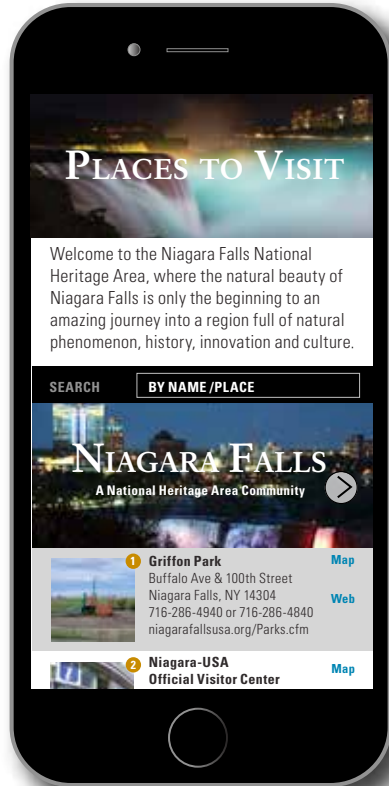 PLACES TO VISIT
Welcome to the Niagara Falls National
Heritage Area, where the natural beauty of
Niagara Falls is only the beginning to an
amazing journey into a region full of natural
phenomenon, history, innovation and culture.
SEARCH BY NAME/PLACE
NIAGARA FALLS
A National Heritage Area Community
1 Griffon Park Map
Buffalo Ave & 100th Street
Niagara Falls, NY 14304 Web
716-286-4940 or 716-286-4840
niagarafallsusa.org/Parks.cfm
2 Niagara-USA Map
Official Visitor Center